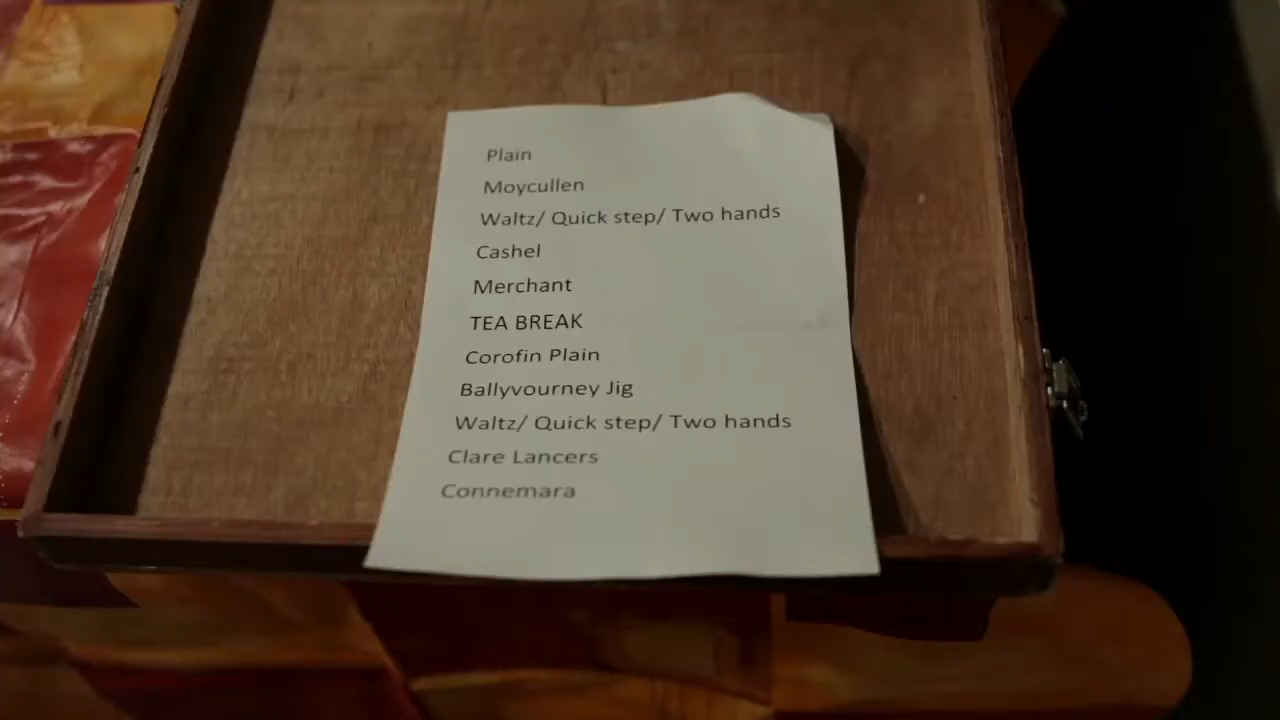 Plain
Moycullen
Waltz/ Quick step/ Two hands
Cashel
Merchant
TEA BREAK
Corofin Plain
Ballyvourney Jig
Waltz/ Quick step/ Two hands
Clare Lancers
Connemara